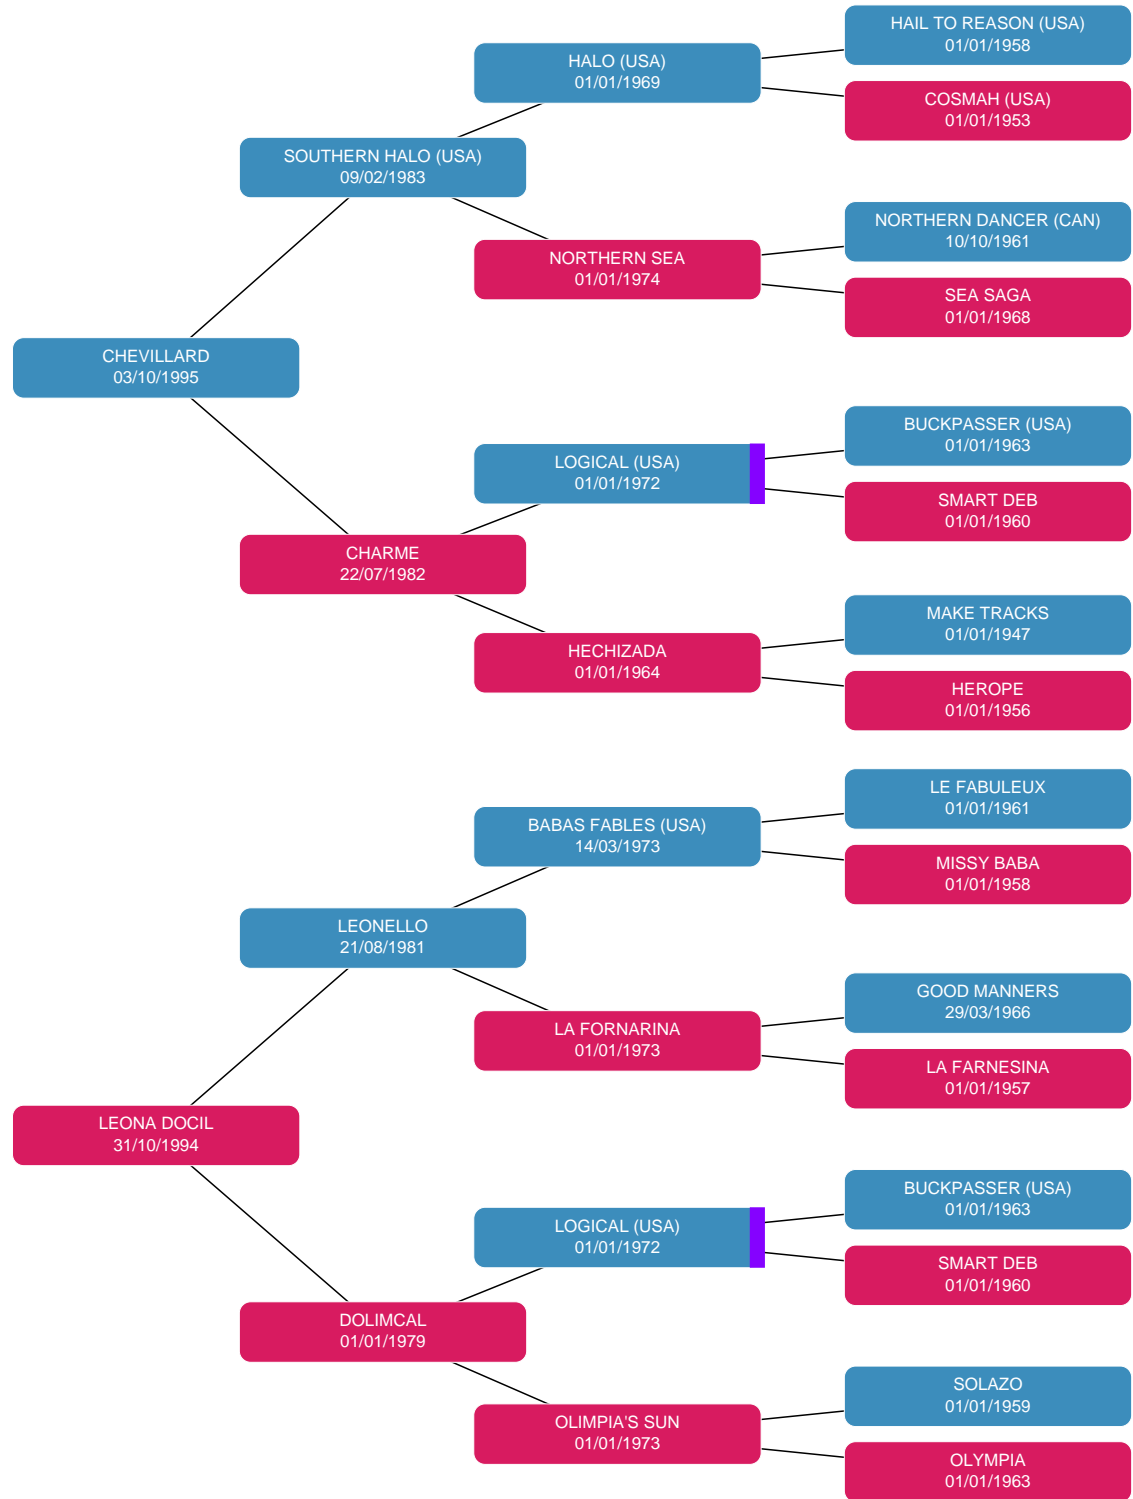 HAIL TO REASON (USA)
01/01/1958
HALO (USA)
01/01/1969
COSMAH (USA)
01/01/1953
SOUTHERN HALO (USA)
09/02/1983
NORTHERN DANCER (CAN)
10/10/1961
NORTHERN SEA
01/01/1974
SEA SAGA
01/01/1968
CHEVILLARD
03/10/1995
BUCKPASSER (USA)
01/01/1963
LOGICAL (USA)
01/01/1972
SMART DEB
01/01/1960
CHARME
22/07/1982
MAKE TRACKS
01/01/1947
HECHIZADA
01/01/1964
HEROPE
01/01/1956
LE FABULEUX
01/01/1961
BABAS FABLES (USA)
14/03/1973
MISSY BABA
01/01/1958
LEONELLO
21/08/1981
GOOD MANNERS
29/03/1966
LA FORNARINA
01/01/1973
LA FARNESINA
01/01/1957
LEONA DOCIL
31/10/1994
BUCKPASSER (USA)
01/01/1963
LOGICAL (USA)
01/01/1972
SMART DEB
01/01/1960
DOLIMCAL
01/01/1979
SOLAZO
01/01/1959
OLIMPIA'S SUN
01/01/1973
OLYMPIA
01/01/1963